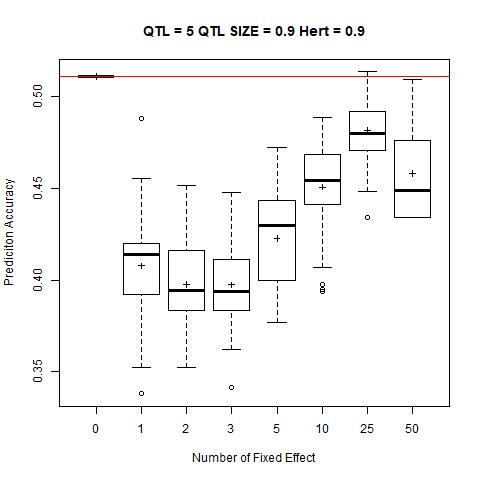 QTL = 5 QTL SIZE = 0.9 Hert = 0.9
0.50
0.45
0.40
0.35
Prediciton Accuracy
0 1 2 3 5 10 25 50
Number of Fixed Effect